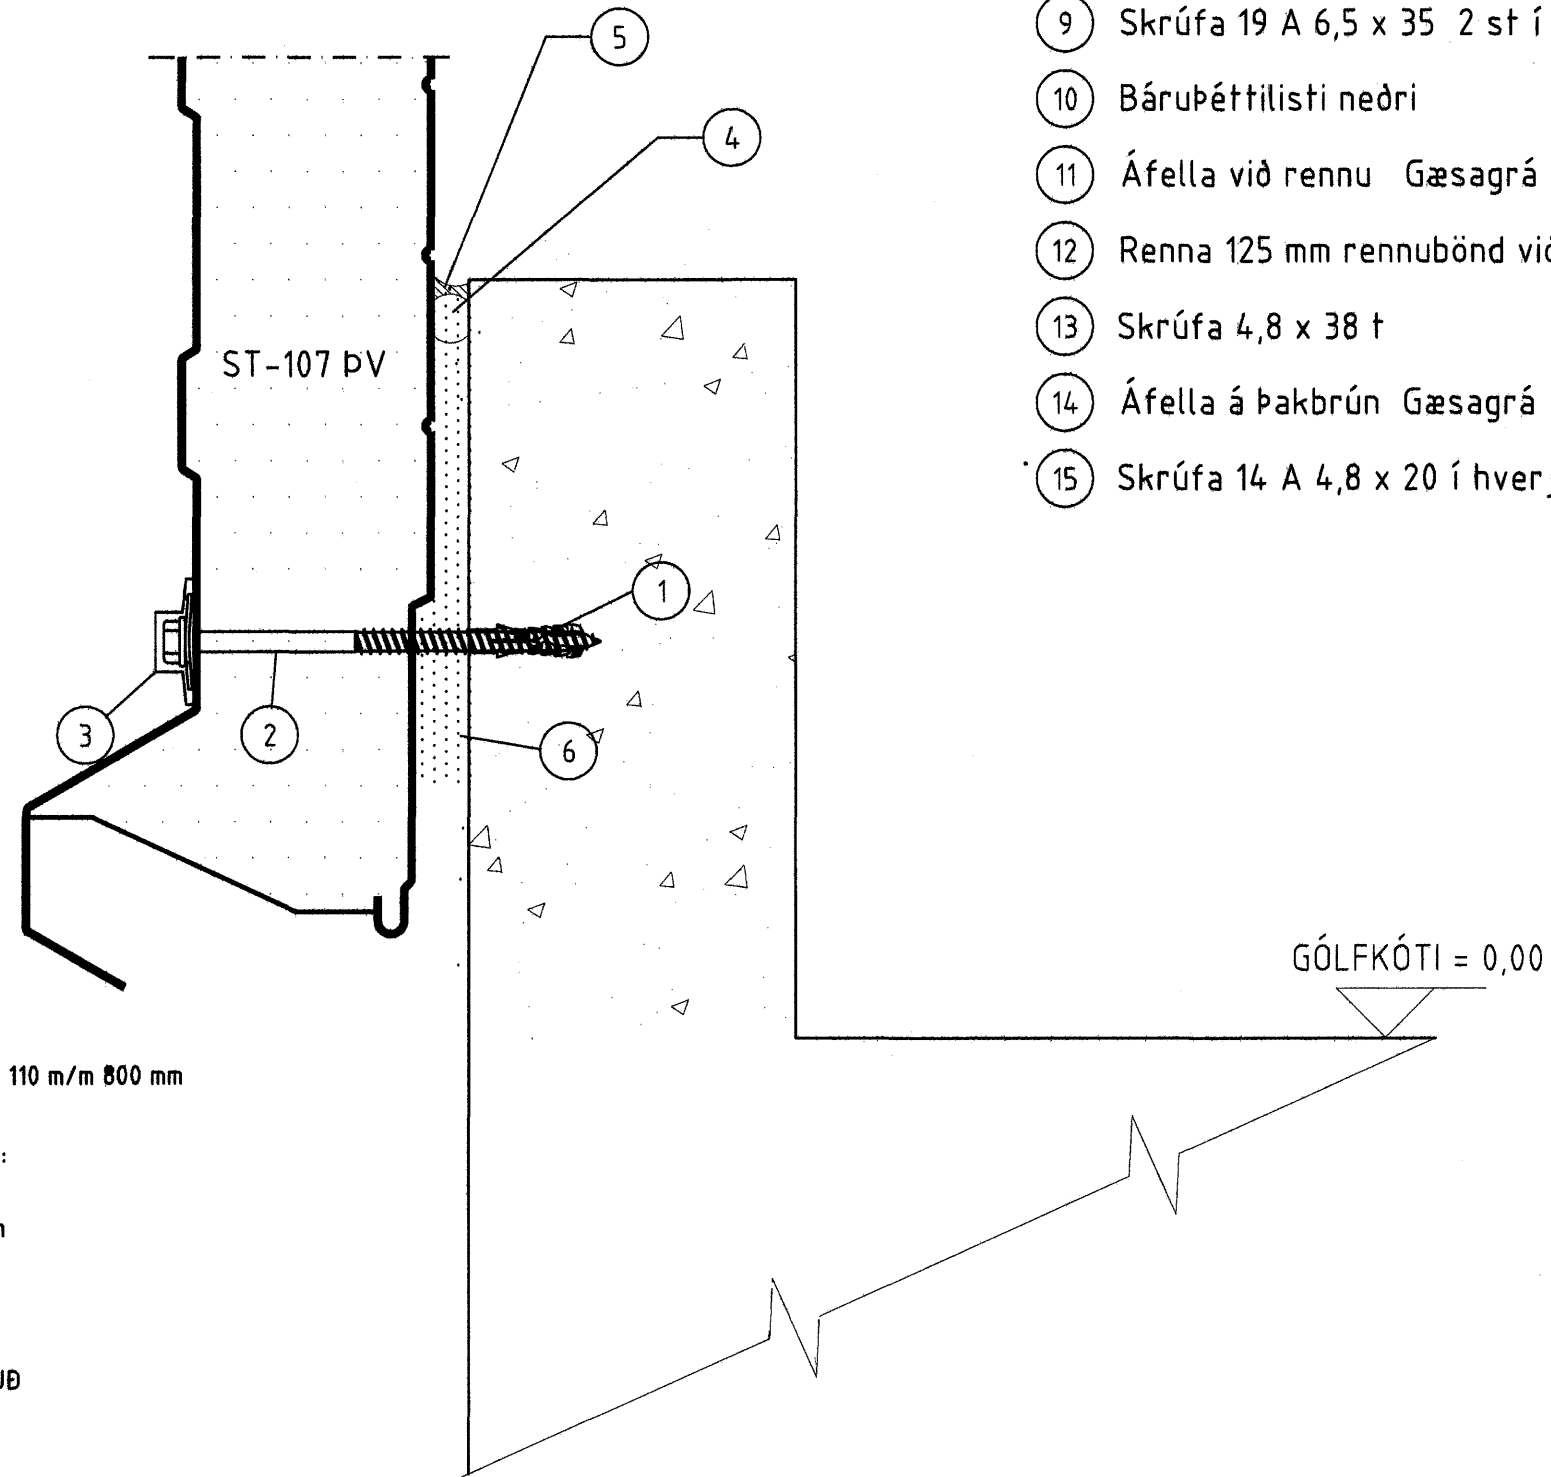 9 Skrúfa 19 A 6,5 x 35 2 st í
10 Báruþéttilisti neðri
11 Áfella við rennu Gæsagrá
12 Renna 125 mm rennubönd við
13 Skrúfa 4,8 x 38 t
14 Áfella á þakbrún Gæsagrá
15 Skrúfa 14 A 4,8 x 20 í hver
5
4
ST-107 ÞV
1
3
2
6
GÓLFKÓTI = 0,00
110 m/m 800 mm
:
UÐ